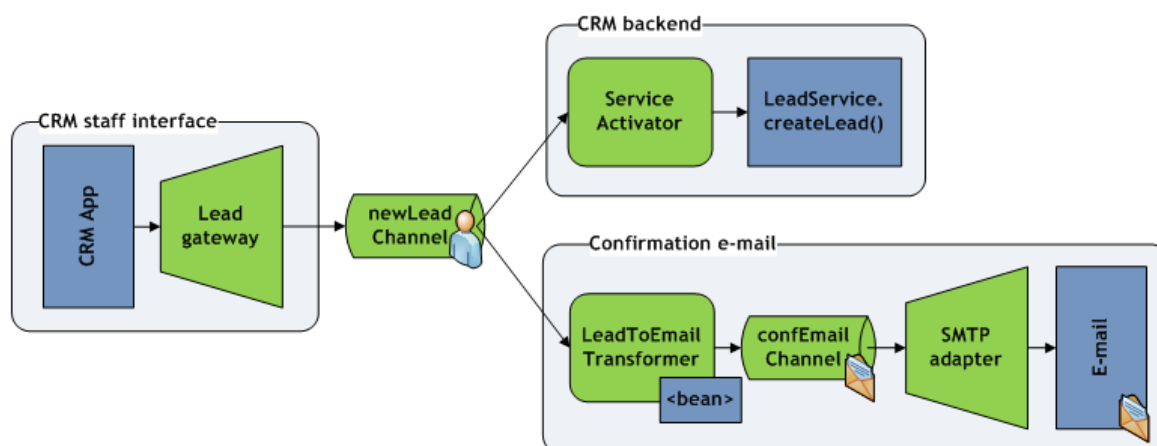 CRM staff interface
CRM App
Lead
gateway
newLead
Channel
CRM backend
Service
Activator
LeadService.
createLead()
Confirmation e-mail
LeadToEmail
Transformer
<bean>
confEmail
Channel
SMTP
adapter
E-mail